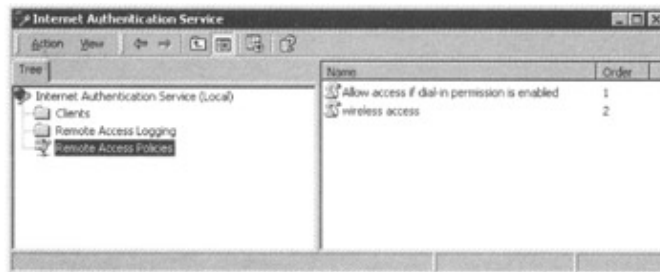 Internet Authentication Service
Action View
Tree
Internet Authentication Service (Local)
Clients
Remote Access Logging
Remote Access Policies
Name Order
Allow access if dial-in permission is enabled 1
wireless access 2